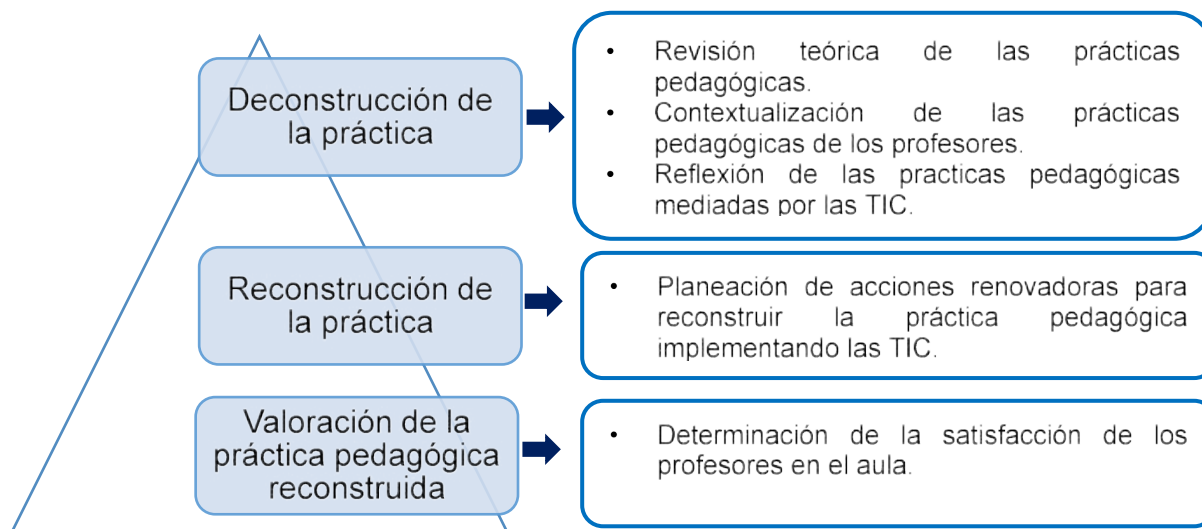 Deconstrucción de
la práctica
• Revisión teórica de las prácticas
pedagógicas.
• Contextualización de las prácticas
pedagógicas de los profesores.
• Reflexión de las practicas pedagógicas
mediadas por las TIC.
Reconstrucción de
la práctica
• Planeación de acciones renovadoras para
reconstruir la práctica pedagógica
implementando las TIC.
Valoración de la
práctica pedagógica
reconstruida
• Determinación de la satisfacción de los
profesores en el aula.